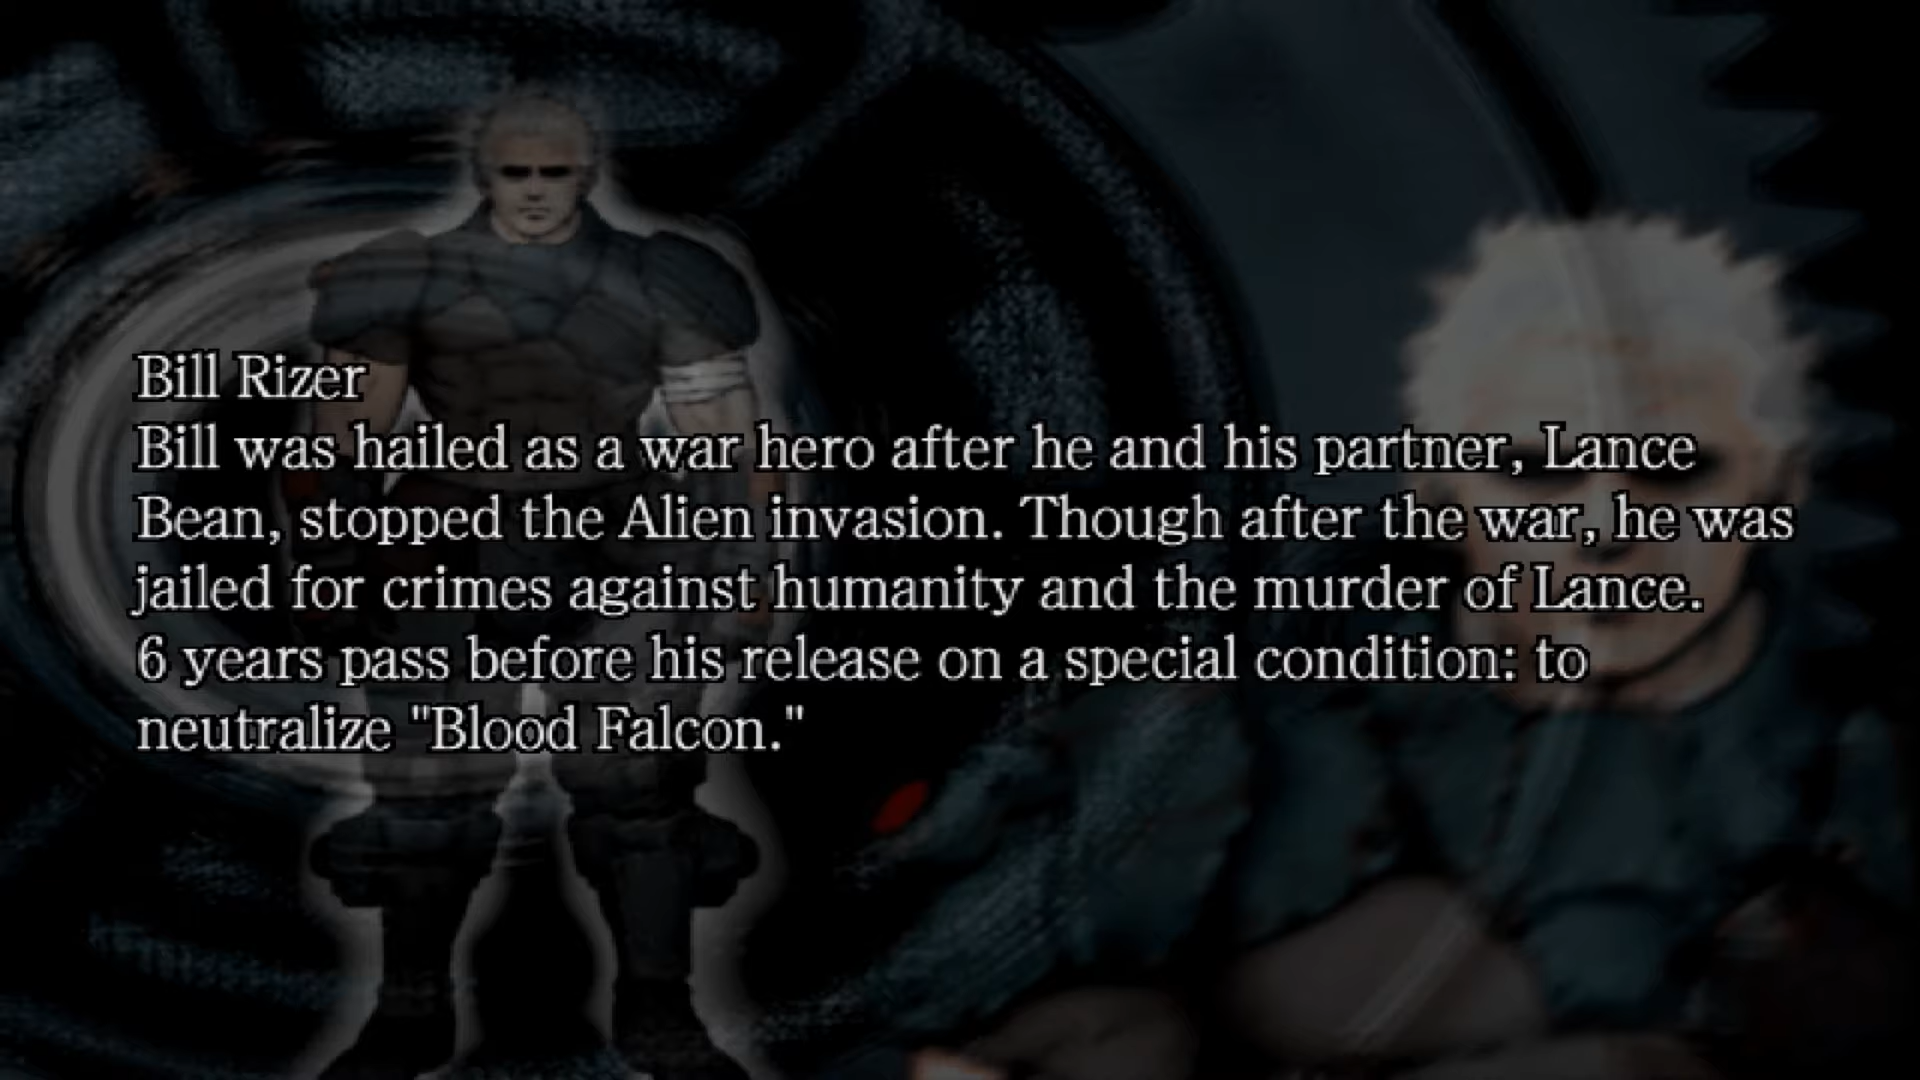 Bill Rizer
Bill was hailed as a war hero after he and his partner, Lance
Bean, stopped the Alien invasion. Though after the war, he was
jailed for crimes against humanity and the murder of Lance.
6 years pass before his release on a special condition: to
neutralize "Blood Falcon."